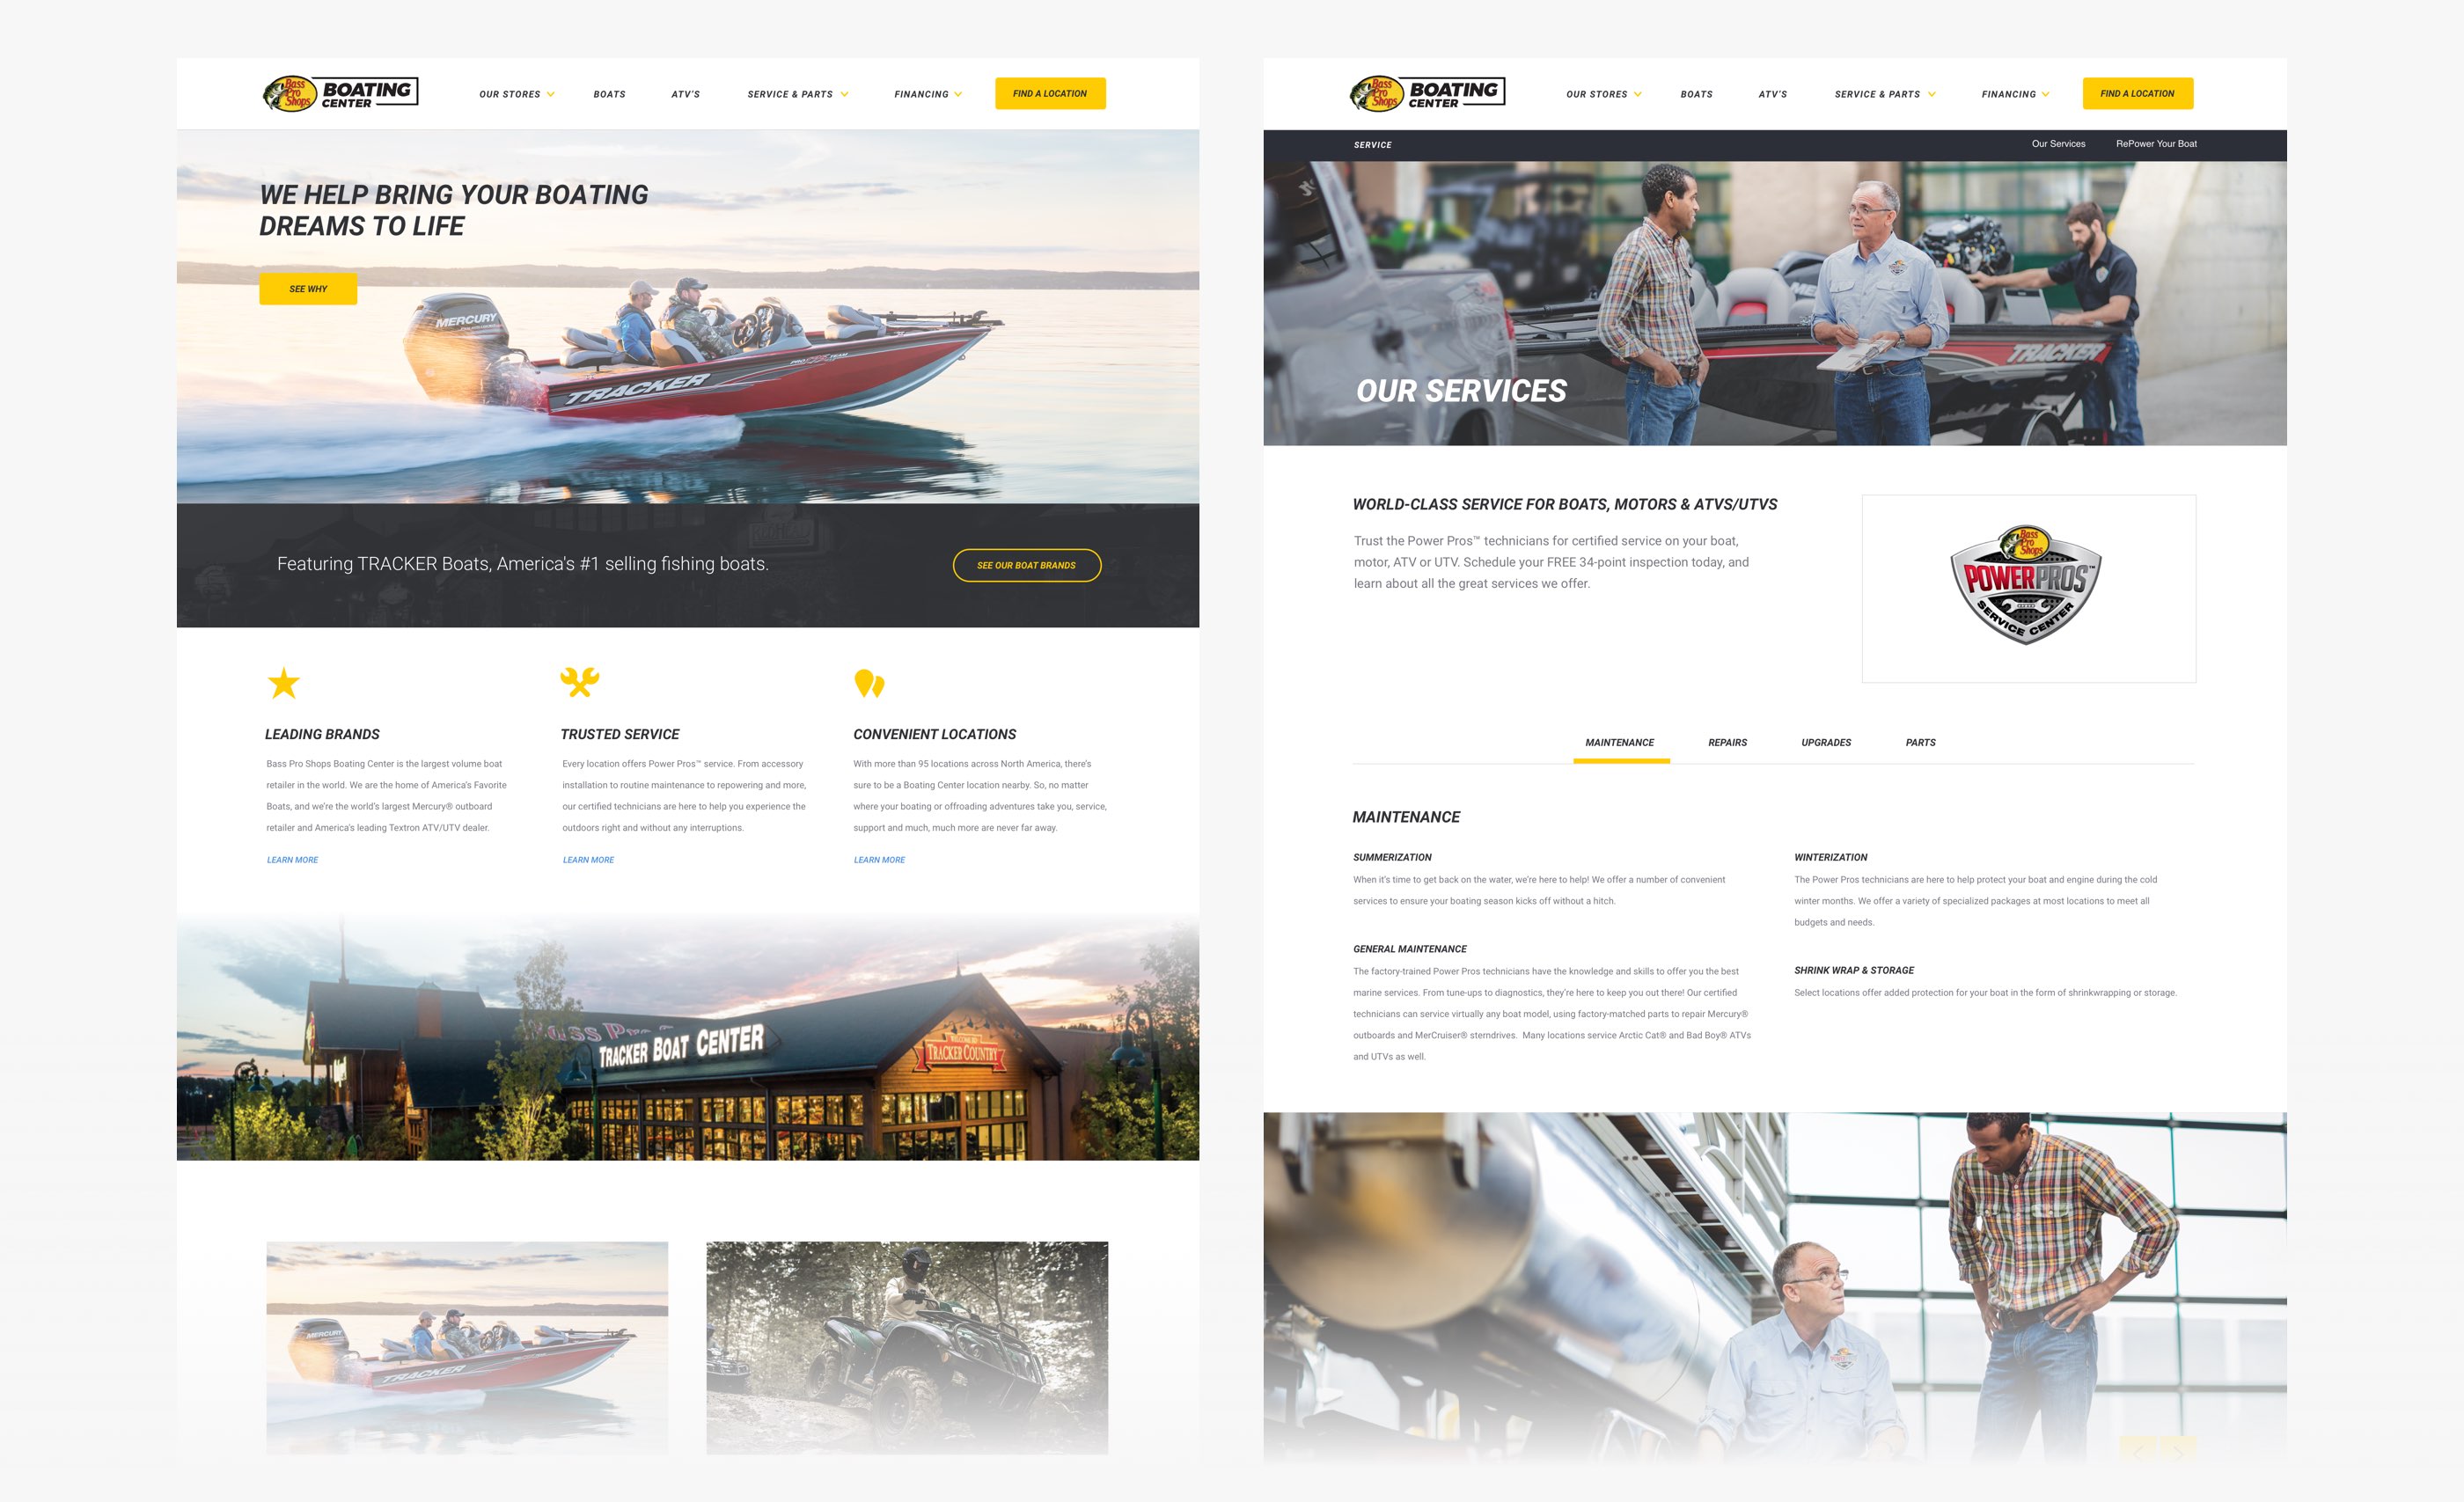 Bass Pro Shops BOATING CENTER
OUR STORES BOATS ATV'S SERVICE & PARTS FINANCING FIND A LOCATION
WE HELP BRING YOUR BOATING
DREAMS TO LIFE
SEE WHY
MERCURY
PRO TEAM
TRACKER
Featuring TRACKER Boats, America's #1 selling fishing boats.
SEE OUR BOAT BRANDS
LEADING BRANDS
Bass Pro Shops Boating Center is the largest volume boat
retailer in the world. We are the home of America's Favorite
Boats, and we're the world's largest Mercury® outboard
retailer and America's leading Textron ATV/UTV dealer.
LEARN MORE
TRUSTED SERVICE
Every location offers Power Pros™ service. From accessory
installation to routine maintenance to repowering and more,
our certified technicians are here to help you experience the
outdoors right and without any interruptions.
LEARN MORE
CONVENIENT LOCATIONS
With more than 95 locations across North America, there's
sure to be a Boating Center location nearby. So, no matter
where your boating or offroading adventures take you, service,
support and much, much more are never far away.
LEARN MORE
Bass Pro
TRACKER BOAT CENTER
WELCOME TO
TRACKER COUNTRY
MERCURY
TRACKER
Bass Pro Shops BOATING CENTER
OUR STORES BOATS ATV'S SERVICE & PARTS FINANCING FIND A LOCATION
SERVICE Our Services RePower Your Boat
TRACKER
OUR SERVICES
WORLD-CLASS SERVICE FOR BOATS, MOTORS & ATVS/UTVS
Trust the Power Pros™ technicians for certified service on your boat,
motor, ATV or UTV. Schedule your FREE 34-point inspection today, and
learn about all the great services we offer.
Bass Pro Shops
POWERPROS™
SERVICE CENTER
MAINTENANCE REPAIRS UPGRADES PARTS
MAINTENANCE
SUMMERIZATION
When it's time to get back on the water, we're here to help! We offer a number of convenient
services to ensure your boating season kicks off without a hitch.
GENERAL MAINTENANCE
The factory-trained Power Pros technicians have the knowledge and skills to offer you the best
marine services. From tune-ups to diagnostics, they're here to keep you out there! Our certified
technicians can service virtually any boat model, using factory-matched parts to repair Mercury®
outboards and MerCruiser® sterndrives. Many locations service Arctic Cat® and Bad Boy® ATVs
and UTVs as well.
WINTERIZATION
The Power Pros technicians are here to help protect your boat and engine during the cold
winter months. We offer a variety of specialized packages at most locations to meet all
budgets and needs.
SHRINK WRAP & STORAGE
Select locations offer added protection for your boat in the form of shrinkwrapping or storage.